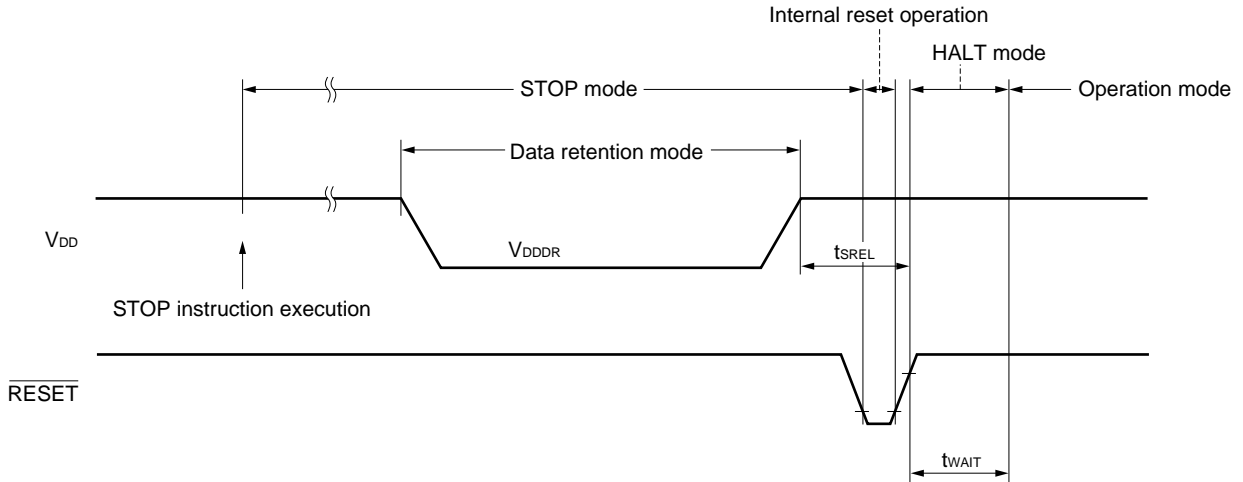 Internal reset operation
HALT mode
STOP mode
Operation mode
Data retention mode
VDD
VDDDR
tSREL
STOP instruction execution
RESET
tWAIT